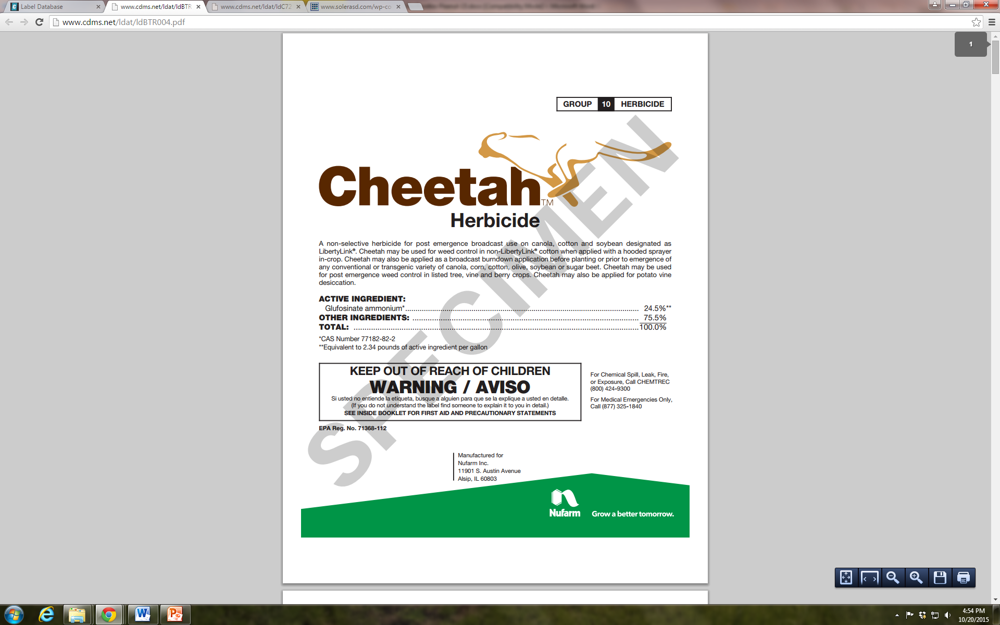 Label Database
www.cdms.net/ldat/ldBTR
www.cdms.net/ldat/ldC72
www.solerasd.com/wp-co
www.cdms.net/ldat/ldBTR004.pdf
1
GROUP 10 HERBICIDE
Cheetah™
Herbicide
A non-selective herbicide for post emergence broadcast use on canola, cotton and soybean designated as
LibertyLink®. Cheetah may be used for weed control in non-LibertyLink® cotton when applied with a hooded sprayer
in-crop. Cheetah may also be applied as a broadcast burndown application before planting or prior to emergence of
any conventional or transgenic variety of canola, corn, cotton, olive, soybean or sugar beet. Cheetah may be used
for post emergence weed control in listed tree, vine and berry crops. Cheetah may also be applied for potato vine
desiccation.
ACTIVE INGREDIENT:
Glufosinate ammonium* 24.5%**
OTHER INGREDIENTS: 75.5%
TOTAL: 100.0%
*CAS Number 77182-82-2
**Equivalent to 2.34 pounds of active ingredient per gallon
KEEP OUT OF REACH OF CHILDREN
WARNING / AVISO
Si usted no entiende la etiqueta, busque a alguien para que se la explique a usted en detalle.
(If you do not understand the label find someone to explain it to you in detail.)
SEE INSIDE BOOKLET FOR FIRST AID AND PRECAUTIONARY STATEMENTS
For Chemical Spill, Leak, Fire,
or Exposure, Call CHEMTREC
(800) 424-9300
For Medical Emergencies Only,
Call (877) 325-1840
EPA Reg. No. 71368-112
Manufactured for
Nufarm Inc.
11901 S. Austin Avenue
Alsip, IL 60803
SPECIMEN
Nufarm
Grow a better tomorrow.
4:54 PM
10/20/2015